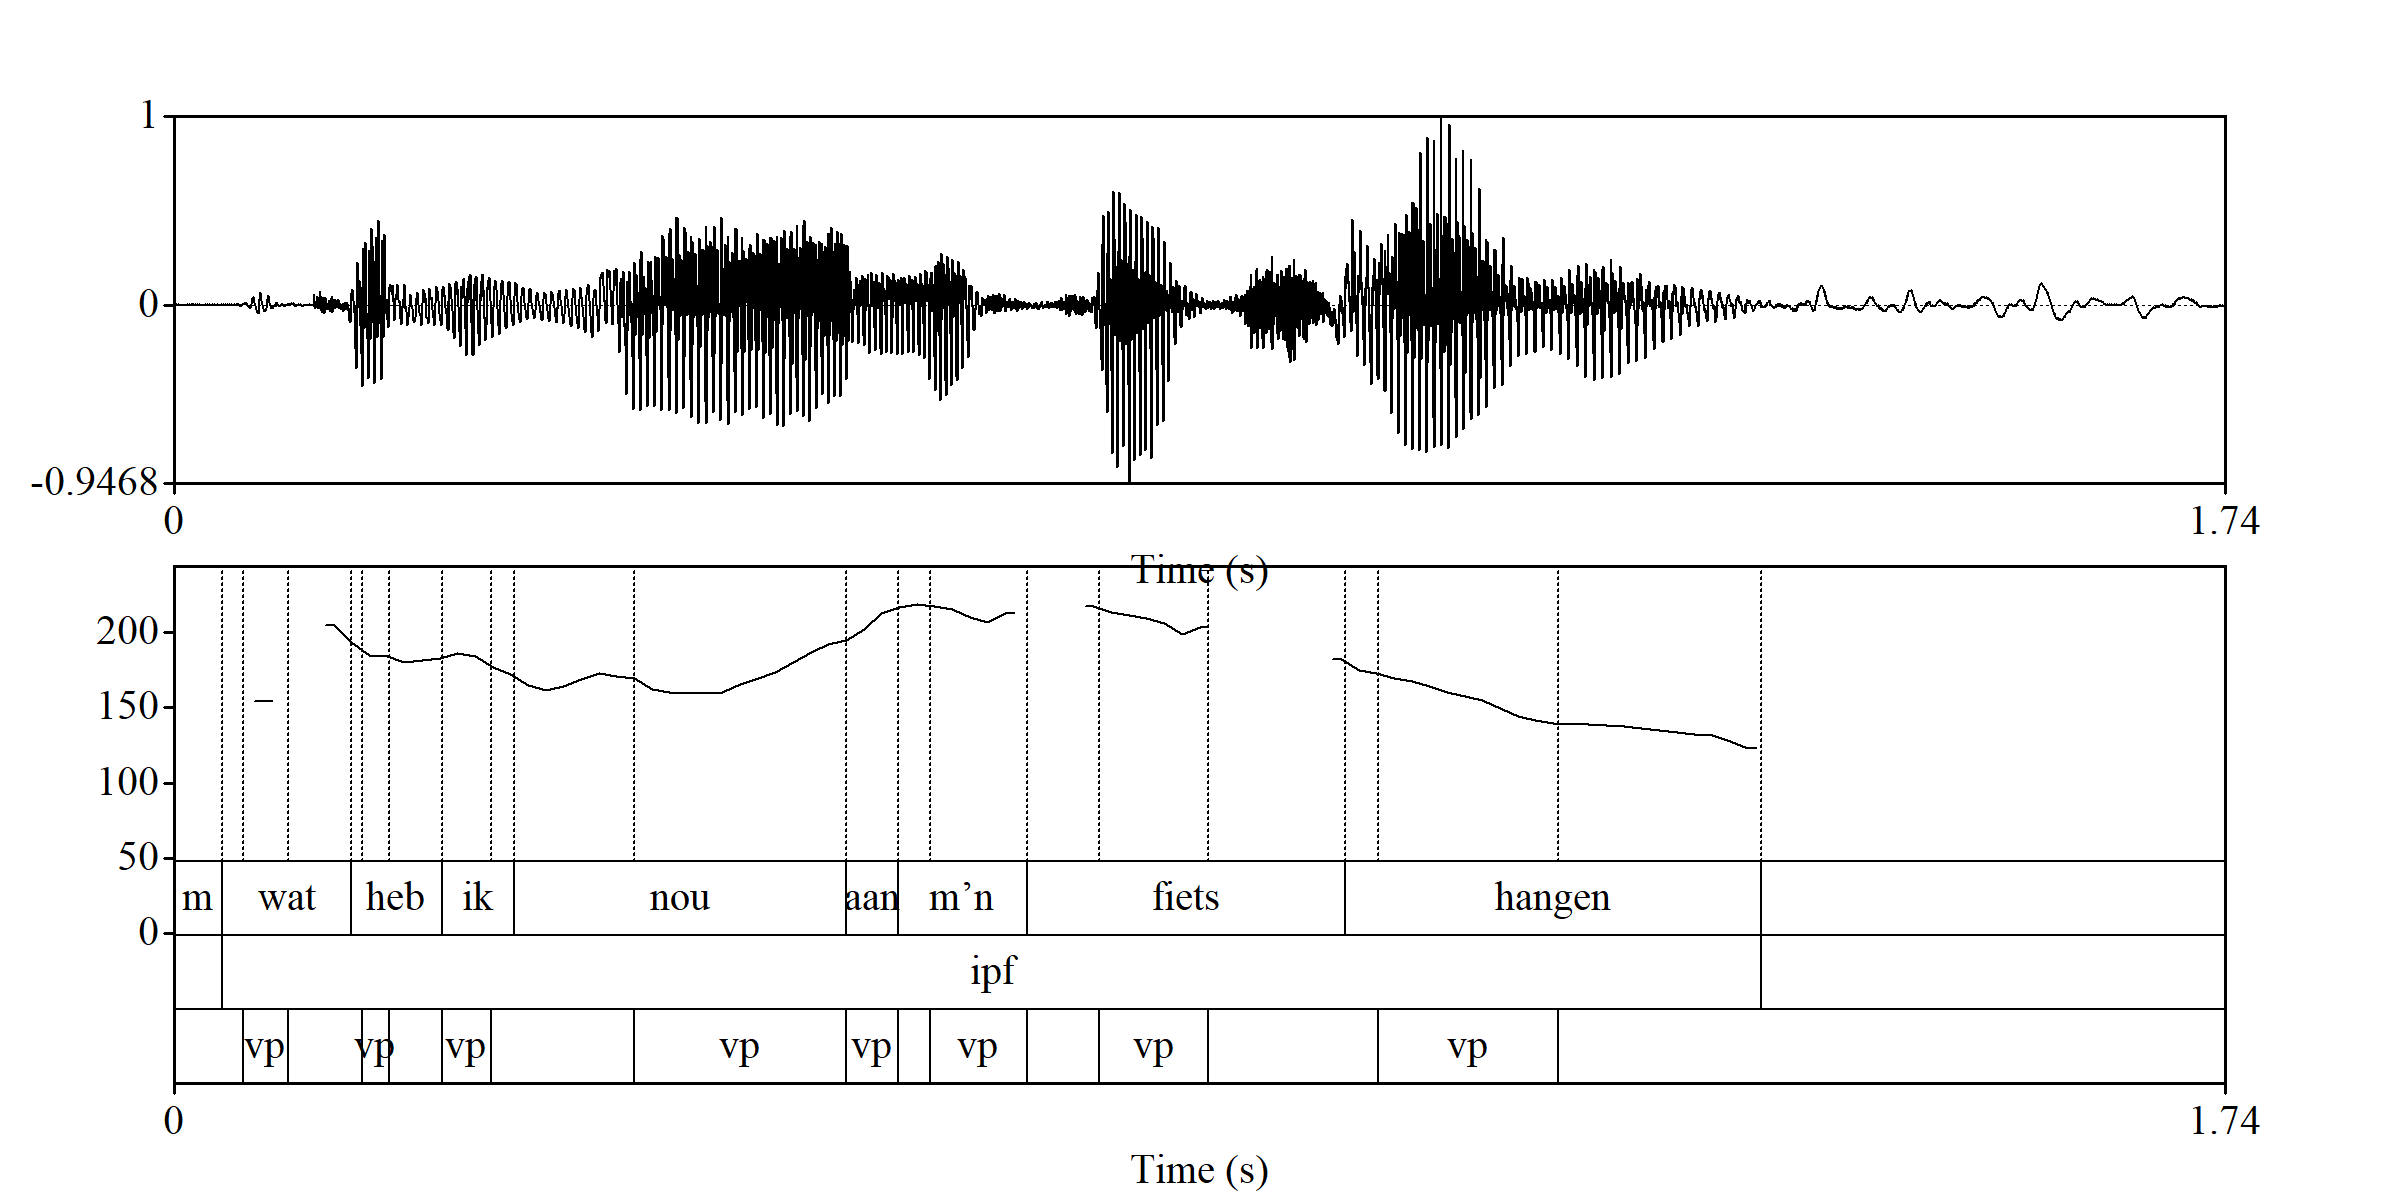 1
0
-0.9468
0 1.74
Time (s)
200
150
100
50
0
m wat heb ik nou aan m’n fiets hangen
ipf
vp vp vp vp vp vp vp vp
0 1.74
Time (s)